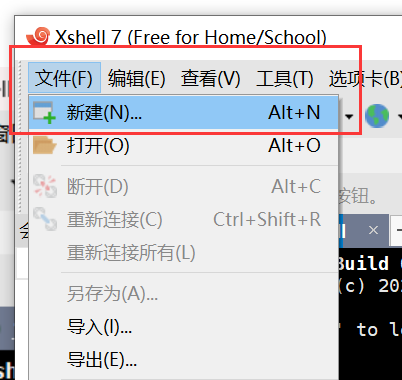 Xshell 7 (Free for Home/School)
文件(F) 编辑(E) 查看(V) 工具(T) 选项卡(B)
新建(N)... Alt+N
打开(O) Alt+O
断开(D) Alt+C
按钮。
重新连接(C) Ctrl+Shift+R
重新连接所有(L)
Build
另存为(A)...
(c) 202
导入(I)...
' to l
导出(E)...